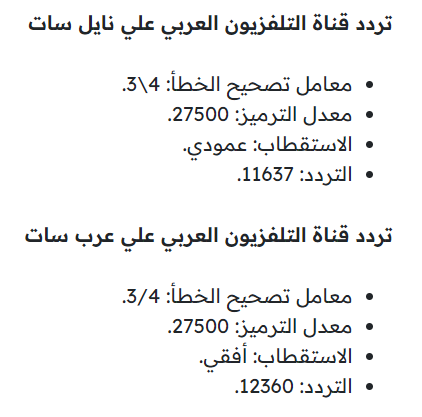 تردد قناة التلفزيون العربي علي نايل سات
معامل تصحيح الخطأ: 4\3.
معدل الترميز: 27500.
الاستقطاب: عمودي.
التردد: 11637.
تردد قناة التلفزيون العربي علي عرب سات
معامل تصحيح الخطأ: 3/4.
معدل الترميز: 27500.
الاستقطاب: أفقي.
التردد: 12360.